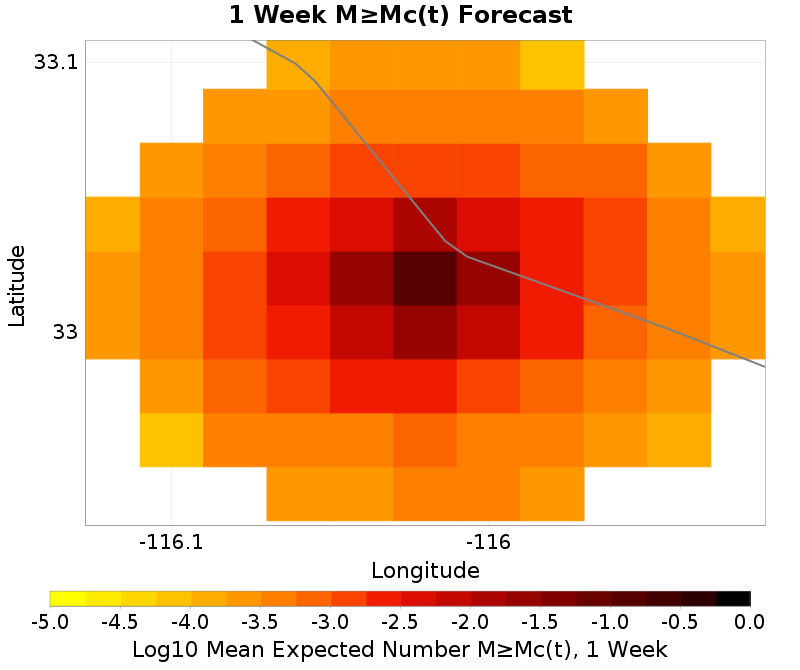 1 Week M≥Mc(t) Forecast
33.1
33
Latitude
-116.1 -116
Longitude
-5.0 -4.5 -4.0 -3.5 -3.0 -2.5 -2.0 -1.5 -1.0 -0.5 0.0
Log10 Mean Expected Number M≥Mc(t), 1 Week